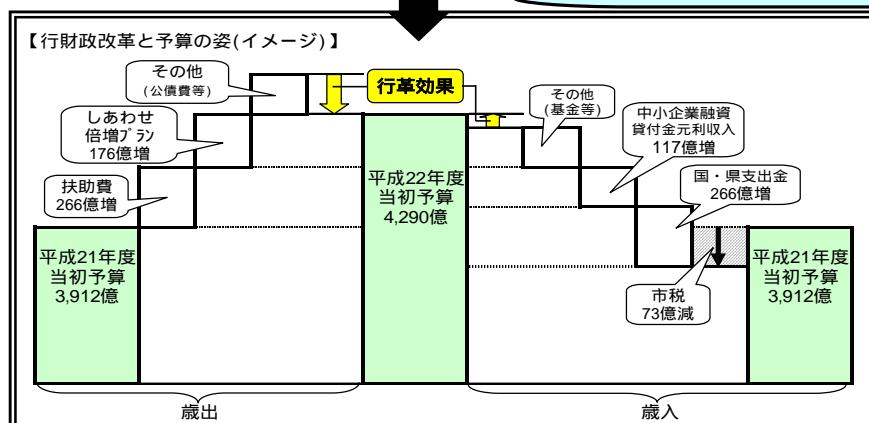 【行財政改革と予算の姿(イメージ)】
その他
(公債費等)
行革効果
しあわせ
倍増プラン
176億増
扶助費
266億増
平成21年度
当初予算
3,912億
平成22年度
当初予算
4,290億
その他
(基金等)
中小企業融資
貸付金元利収入
117億増
国・県支出金
266億増
市税
73億減
平成21年度
当初予算
3,912億
歳出
歳入